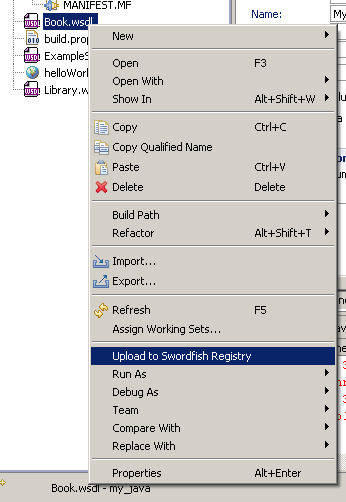 MANIFEST.MF
Name:
My
Book.wsdl
build.prop
ExampleS
helloWorl
Library.w
New
Open F3
Open With
Show In Alt+Shift+W
Copy Ctrl+C
Copy Qualified Name
Paste Ctrl+V
Delete Delete
Build Path
Refactor Alt+Shift+T
Import...
Export...
Refresh F5
Assign Working Sets...
Upload to Swordfish Registry
Run As
Debug As
Team
Compare With
Replace With
Properties Alt+Enter
Book.wsdl - my_java